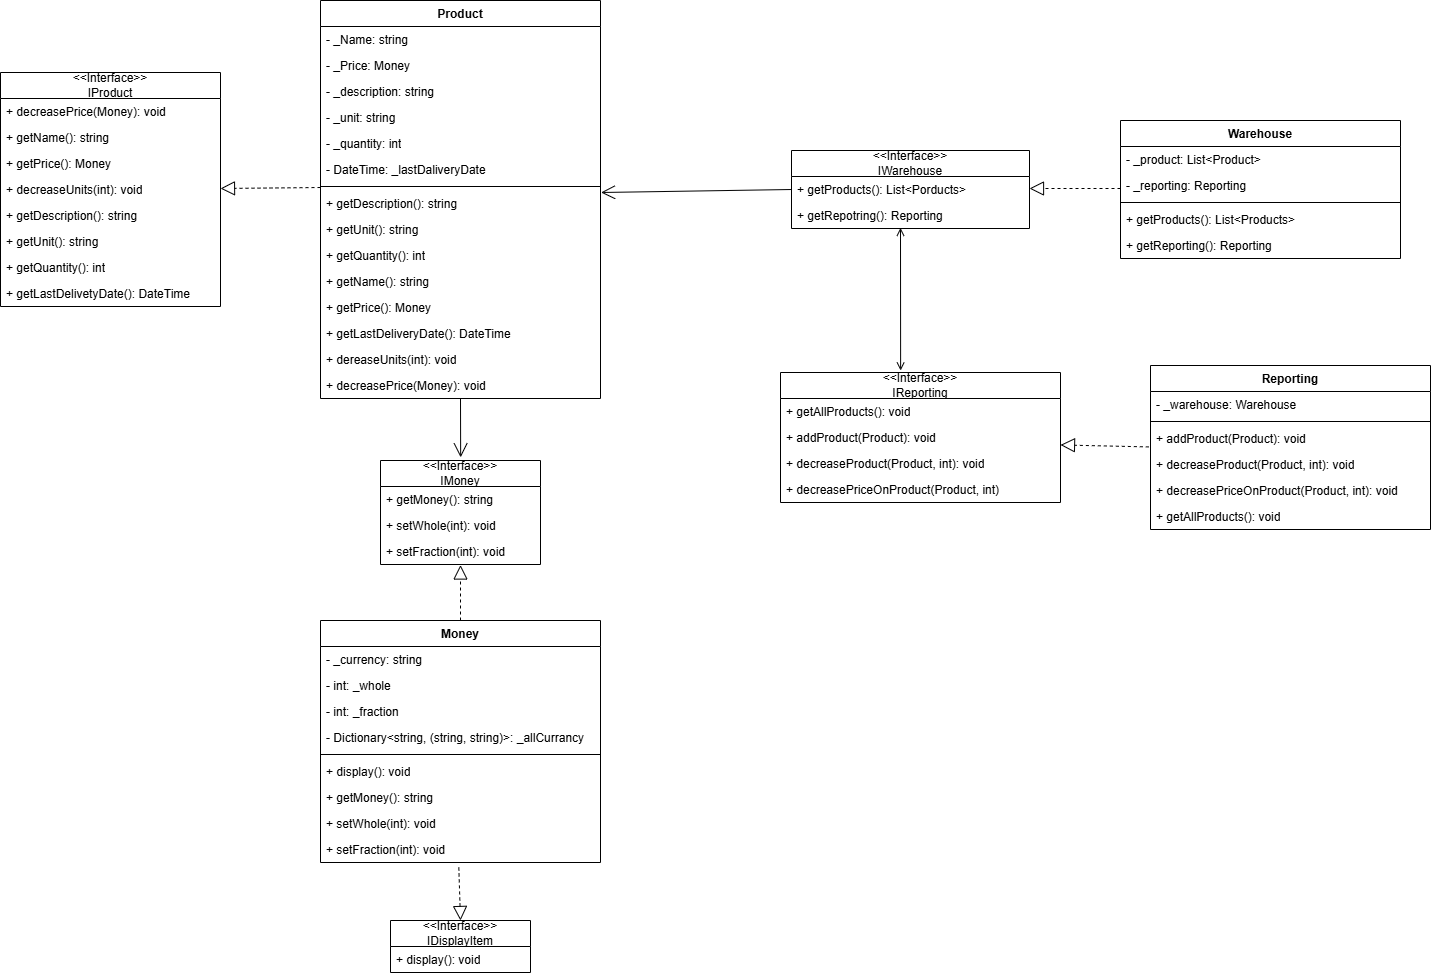 Product
- _Name: string
- _Price: Money
- _description: string
- _unit: string
- _quantity: int
- DateTime: _lastDaliveryDate
+ getDescription(): string
+ getUnit(): string
+ getQuantity(): int
+ getName(): string
+ getPrice(): Money
+ getLastDeliveryDate(): DateTime
+ dereaseUnits(int): void
+ decreasePrice(Money): void
<<Interface>>
IProduct
+ decreasePrice(Money): void
+ getName(): string
+ getPrice(): Money
+ decreaseUnits(int): void
+ getDescription(): string
+ getUnit(): string
+ getQuantity(): int
+ getLastDelivetyDate(): DateTime
<<Interface>>
IWarehouse
+ getProducts(): List<Porducts>
+ getRepotring(): Reporting
Warehouse
- _product: List<Product>
- _reporting: Reporting
+ getProducts(): List<Products>
+ getReporting(): Reporting
<<Interface>>
IReporting
+ getAllProducts(): void
+ addProduct(Product): void
+ decreaseProduct(Product, int): void
+ decreasePriceOnProduct(Product, int)
Reporting
- _warehouse: Warehouse
+ addProduct(Product): void
+ decreaseProduct(Product, int): void
+ decreasePriceOnProduct(Product, int): void
+ getAllProducts(): void
<<Interface>>
IMoney
+ getMoney(): string
+ setWhole(int): void
+ setFraction(int): void
Money
- _currency: string
- int: _whole
- int: _fraction
- Dictionary<string, (string, string)>: _allCurrancy
+ display(): void
+ getMoney(): string
+ setWhole(int): void
+ setFraction(int): void
<<Interface>>
IDisplayItem
+ display(): void